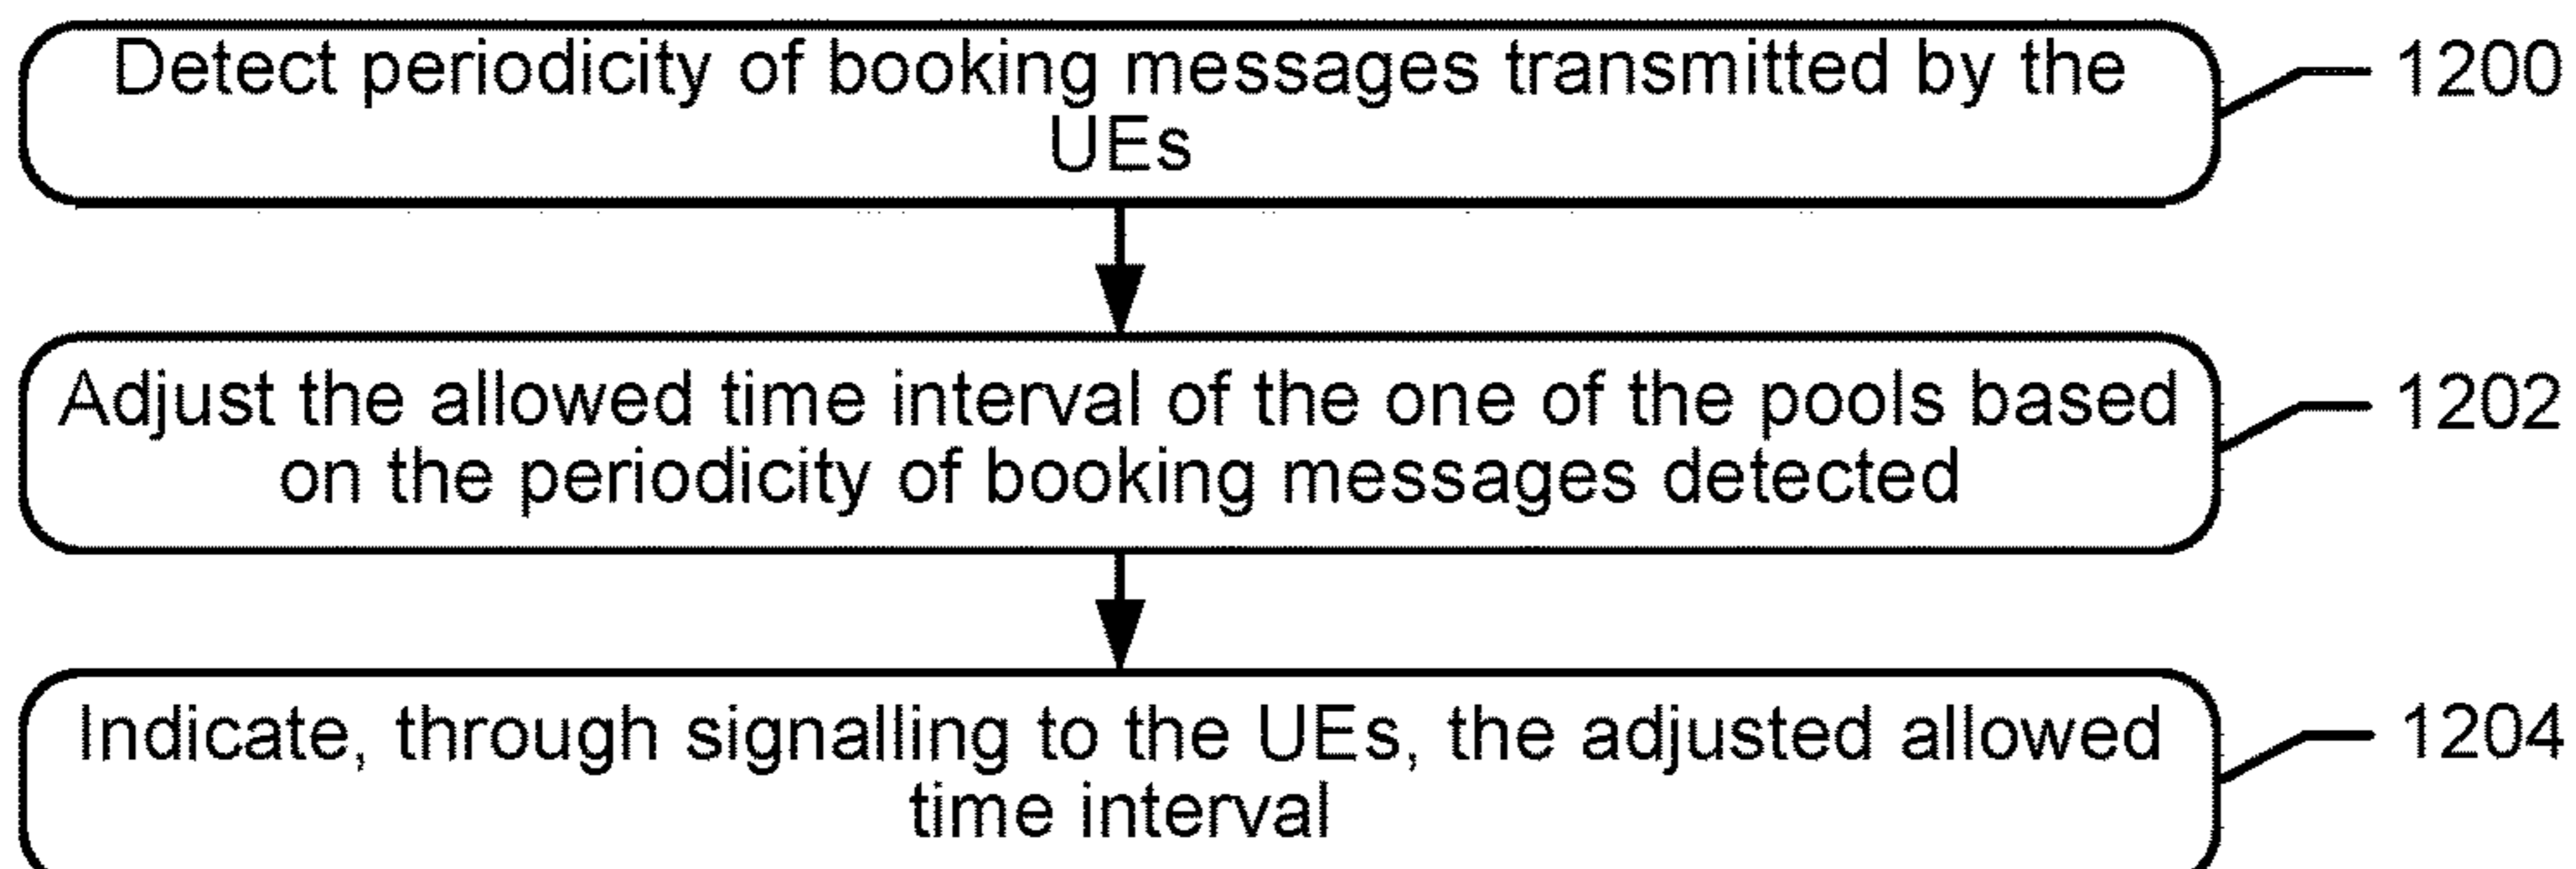 Detect periodicity of booking messages transmitted by the
UEs
1200
Adjust the allowed time interval of the one of the pools based
on the periodicity of booking messages detected
1202
Indicate, through signalling to the UEs, the adjusted allowed
time interval
1204